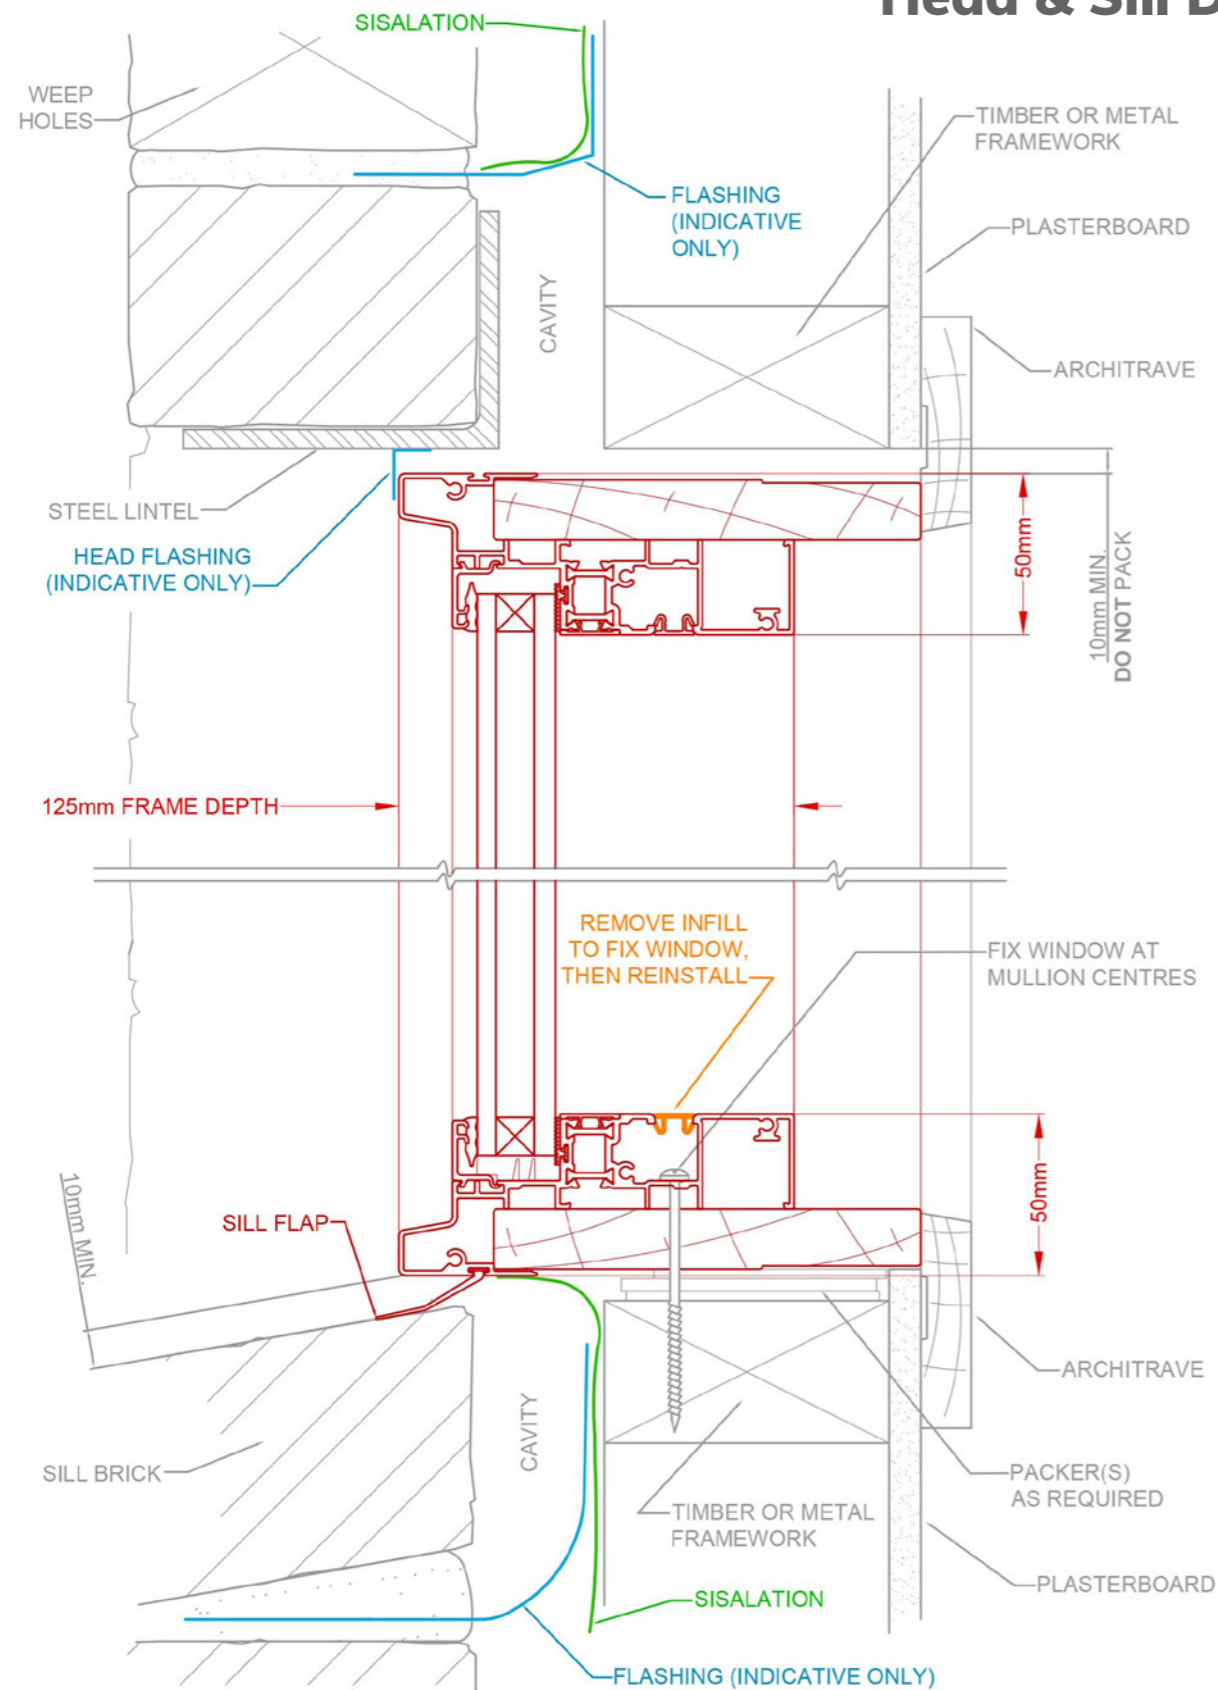 Head & Sill D
SISALATION
WEEP
HOLES
TIMBER OR METAL
FRAMEWORK
FLASHING
(INDICATIVE
ONLY)
PLASTERBOARD
CAVITY
ARCHITRAVE
STEEL LINTEL
HEAD FLASHING
(INDICATIVE ONLY)
50mm
10mm MIN.
DO NOT PACK
125mm FRAME DEPTH
REMOVE INFILL
TO FIX WINDOW,
THEN REINSTALL
FIX WINDOW AT
MULLION CENTRES
10mm MIN.
SILL FLAP
50mm
ARCHITRAVE
CAVITY
SILL BRICK
PACKER(S)
AS REQUIRED
TIMBER OR METAL
FRAMEWORK
PLASTERBOARD
SISALATION
FLASHING (INDICATIVE ONLY)